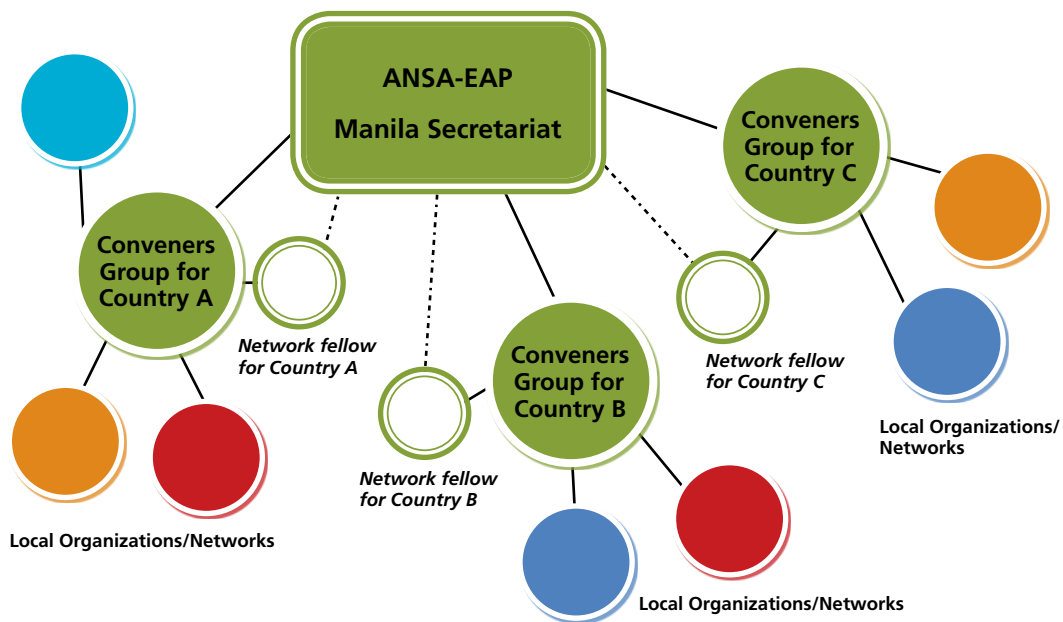 ANSA-EAP
Manila Secretariat
Conveners
Group for
Country C
Conveners
Group for
Country A
Network fellow
for Country A
Conveners
Group for
Country B
Network fellow
for Country C
Network fellow
for Country B
Local Organizations/
Networks
Local Organizations/Networks
Local Organizations/Networks